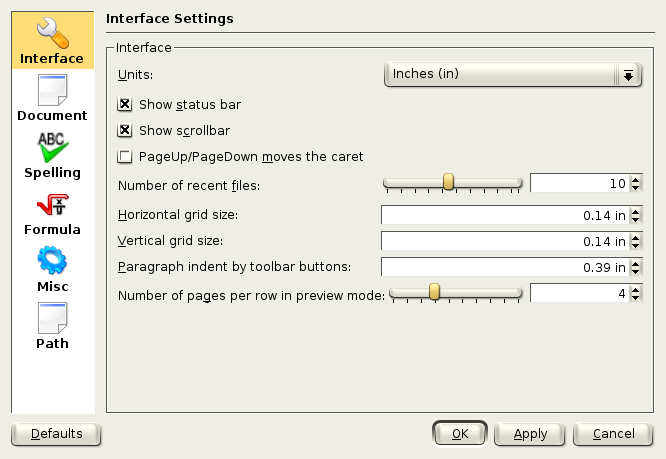 Interface Settings
Interface
Document
ABC
Spelling
Formula
Misc
Path
Interface
Units:
Inches (in)
Show status bar
Show scrollbar
PageUp/PageDown moves the caret
Number of recent files:
10
Horizontal grid size:
0.14 in
Vertical grid size:
0.14 in
Paragraph indent by toolbar buttons:
0.39 in
Number of pages per row in preview mode:
4
Defaults
OK
Apply
Cancel